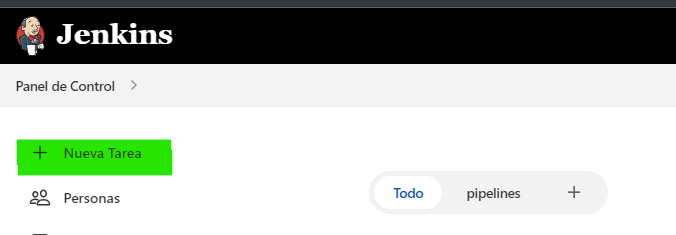 Jenkins
Panel de Control
Nueva Tarea
Personas
Todo pipelines